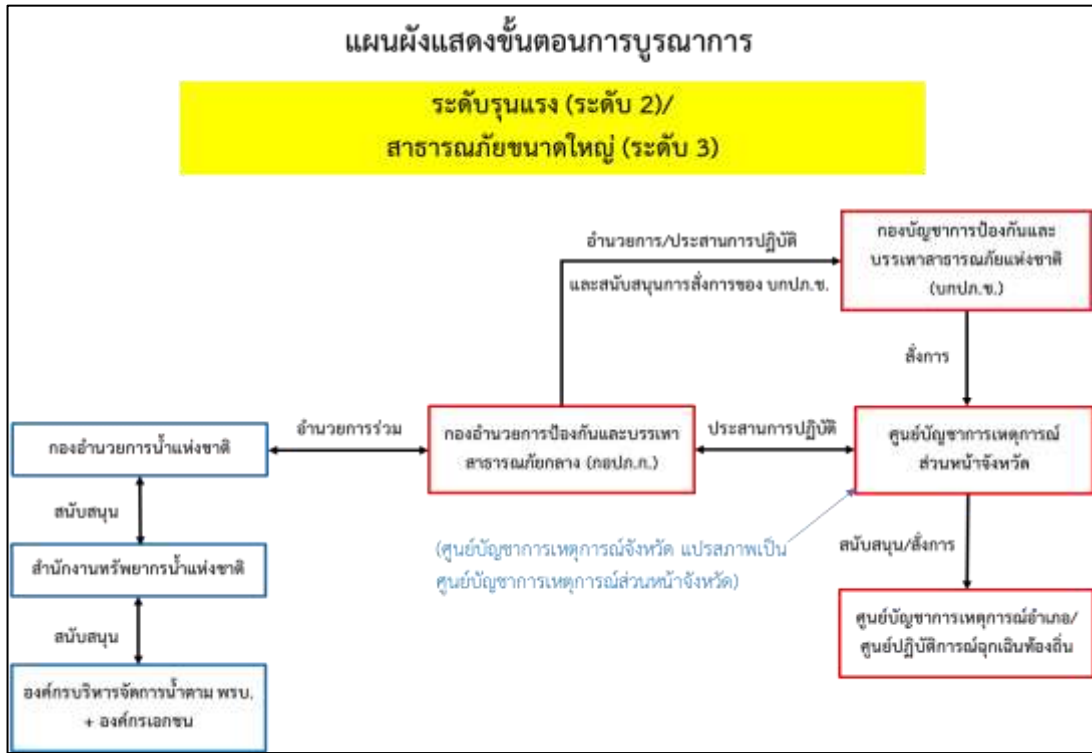 แผนผังแสดงขั้นตอนการบูรณาการ
ระดับรุนแรง (ระดับ 2)/
สาธารณภัยขนาดใหญ่ (ระดับ 3)
อำนวยการ/ประสานการปฏิบัติ
และสนับสนุนการสั่งการของ บกปภ.ช.
กองบัญชาการป้องกันและ
บรรเทาสาธารณภัยแห่งชาติ
(บกปภ.ช.)
สั่งการ
กองอำนวยการน้ำแห่งชาติ
อำนวยการร่วม
กองอำนวยการป้องกันและบรรเทา
สาธารณภัยกลาง (กอปภ.ก.)
ประสานการปฏิบัติ
ศูนย์บัญชาการเหตุการณ์
ส่วนหน้าจังหวัด
สนับสนุน
สำนักงานทรัพยากรน้ำแห่งชาติ
สนับสนุน
องค์กรบริหารจัดการน้ำตาม พรบ.
+ องค์กรเอกชน
(ศูนย์บัญชาการเหตุการณ์จังหวัด แปรสภาพเป็น
ศูนย์บัญชาการเหตุการณ์ส่วนหน้าจังหวัด)
สนับสนุน/สั่งการ
ศูนย์บัญชาการเหตุการณ์อำเภอ/
ศูนย์ปฏิบัติการฉุกเฉินท้องถิ่น